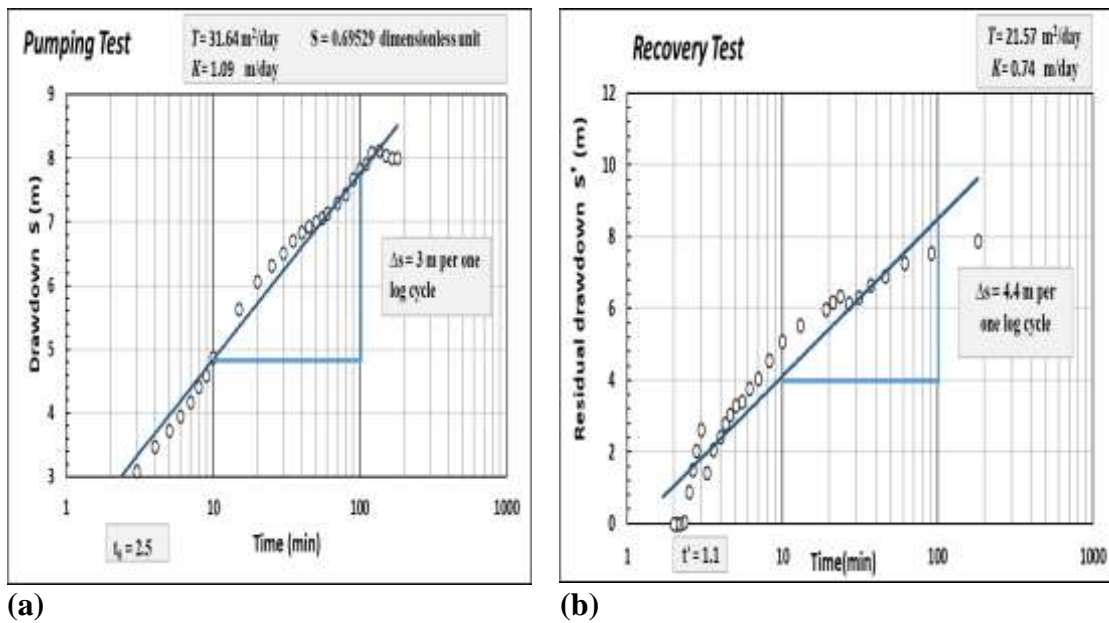 Pumping Test
T=31.64 m²/day S = 0.69529 dimensionless unit
K=1.09 m/day
Drawdown S (m)
9
8
7
6
5
4
3
Δs = 3 m per one
log cycle
1 10 100 1000
Time (min)
t₀ = 2.5
(a)
Recovery Test
T=21.57 m²/day
K=0.74 m/day
Residual drawdown S' (m)
12
10
8
6
4
2
0
Δs = 4.4 m per
one log cycle
1 10 100 1000
Time(min)
t' = 1.1
(b)